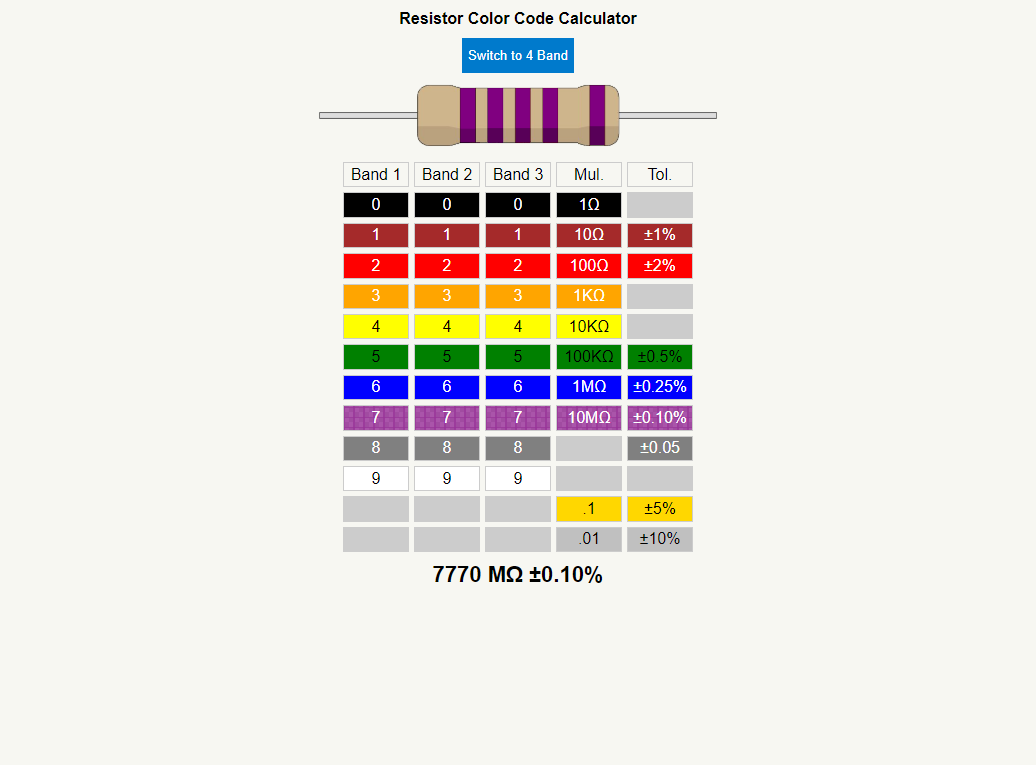 Resistor Color Code Calculator
Switch to 4 Band
Band 1 Band 2 Band 3 Mul. Tol.
0 0 0 1Ω
1 1 1 10Ω ±1%
2 2 2 100Ω ±2%
3 3 3 1KΩ
4 4 4 10KΩ
5 5 5 100KΩ ±0.5%
6 6 6 1MΩ ±0.25%
7 7 7 10MΩ ±0.10%
8 8 8 ±0.05
9 9 9
.1 ±5%
.01 ±10%
7770 MΩ ±0.10%